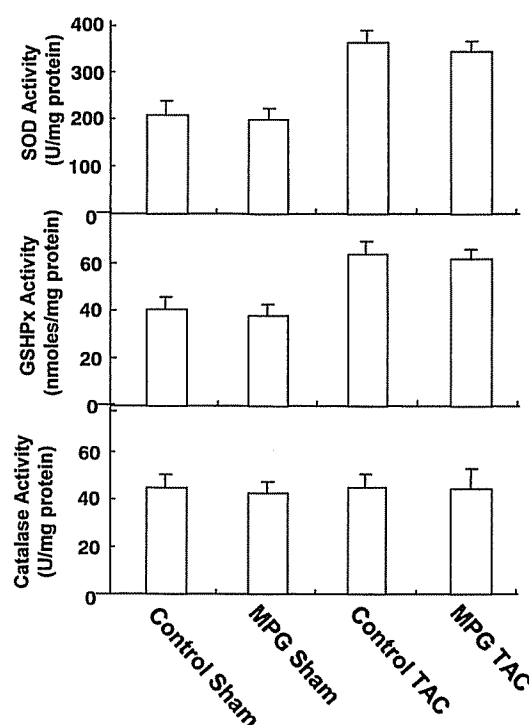 SOD Activity
(U/mg protein)
400
300
200
100
0
GSHPx Activity
(nmoles/mg protein)
60
40
20
0
Catalase Activity
(U/mg protein)
60
40
20
0
Control Sham
MPG Sham
Control TAC
MPG TAC